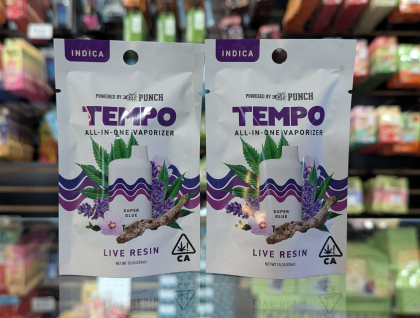 INDICA
POWERED BY PUNCH
TEMPO
ALL-IN-ONE VAPORIZER
SUPER
GLUE
LIVE RESIN
CA
INDICA
POWERED BY PUNCH
TEMPO
ALL-IN-ONE VAPORIZER
SUPER
GLUE
LIVE RESIN
CA